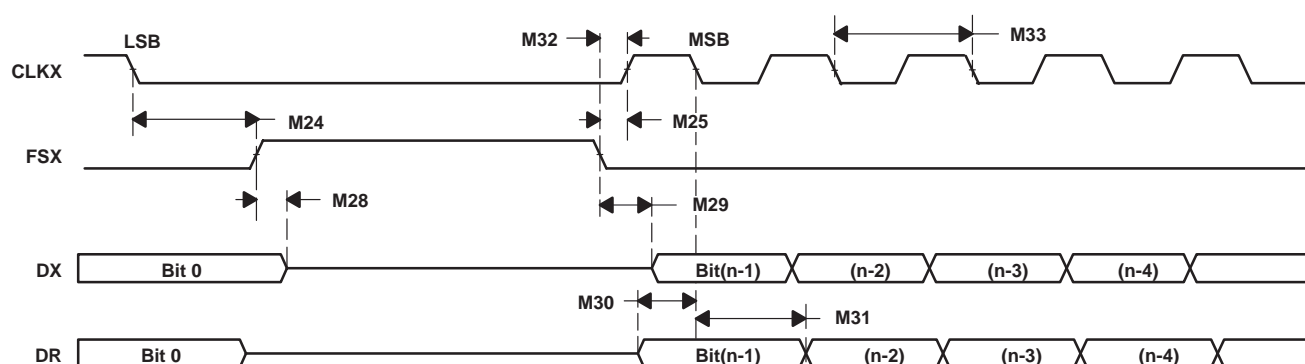 LSB
M32
MSB
M33
CLKX
M24
M25
FSX
M28
M29
DX
Bit 0
Bit(n-1)
(n-2)
(n-3)
(n-4)
M30
M31
DR
Bit 0
Bit(n-1)
(n-2)
(n-3)
(n-4)